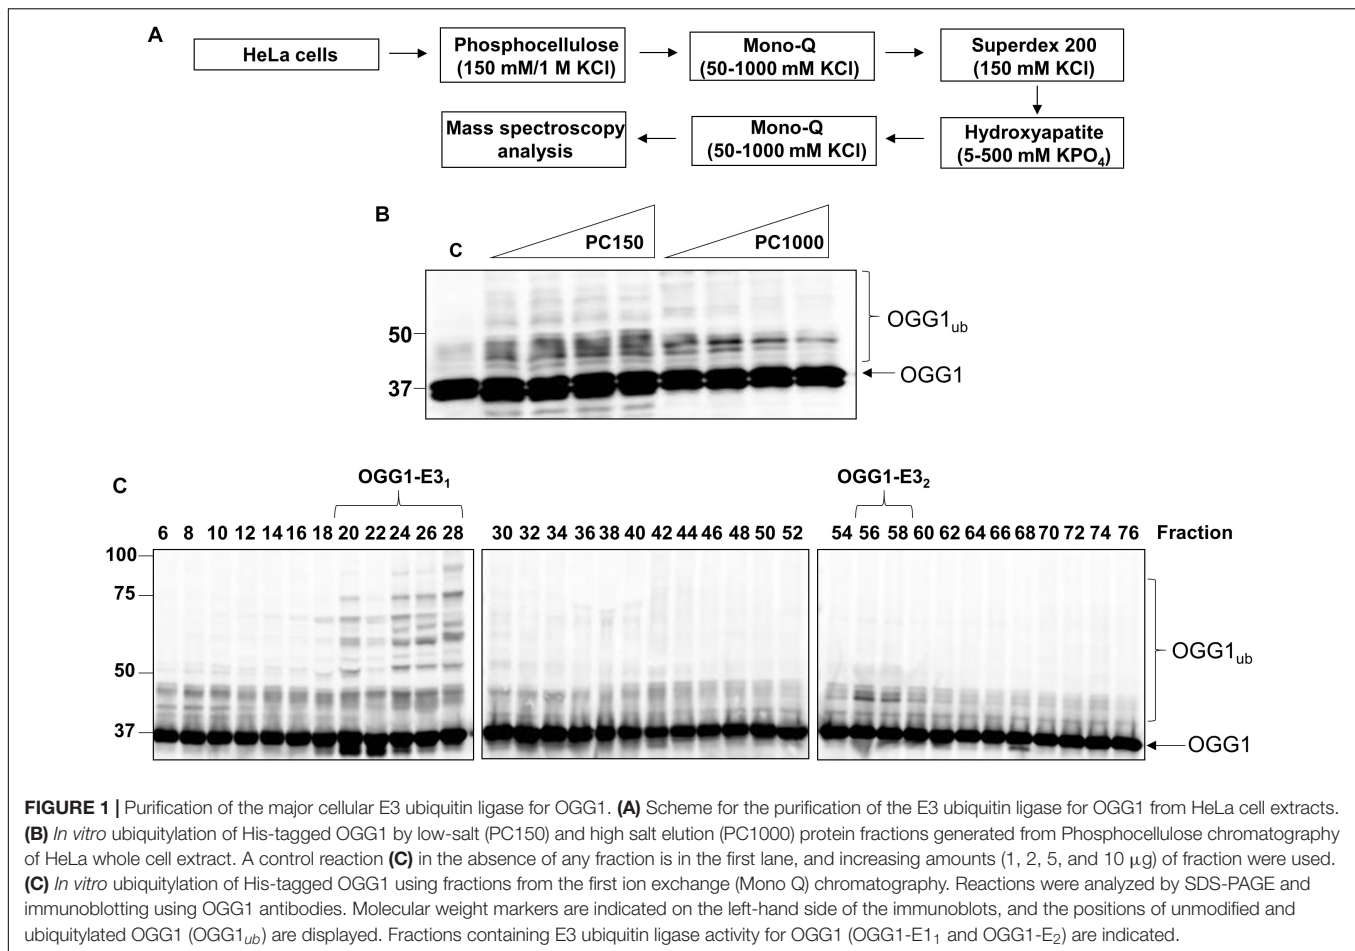 A
HeLa cells
Phosphocellulose
(150 mM/1 M KCl)
Mono-Q
(50-1000 mM KCl)
Superdex 200
(150 mM KCl)
Mass spectroscopy
analysis
Mono-Q
(50-1000 mM KCl)
Hydroxyapatite
(5-500 mM KPO₄)
B
C
PC150
PC1000
50
37
OGG1ub
OGG1
C
OGG1-E3₁
OGG1-E3₂
6 8 10 12 14 16 18 20 22 24 26 28
30 32 34 36 38 40 42 44 46 48 50 52
54 56 58 60 62 64 66 68 70 72 74 76
Fraction
100
75
50
37
OGG1ub
OGG1
FIGURE 1 | Purification of the major cellular E3 ubiquitin ligase for OGG1. (A) Scheme for the purification of the E3 ubiquitin ligase for OGG1 from HeLa cell extracts.
(B) In vitro ubiquitylation of His-tagged OGG1 by low-salt (PC150) and high salt elution (PC1000) protein fractions generated from Phosphocellulose chromatography
of HeLa whole cell extract. A control reaction (C) in the absence of any fraction is in the first lane, and increasing amounts (1, 2, 5, and 10 μg) of fraction were used.
(C) In vitro ubiquitylation of His-tagged OGG1 using fractions from the first ion exchange (Mono Q) chromatography. Reactions were analyzed by SDS-PAGE and
immunoblotting using OGG1 antibodies. Molecular weight markers are indicated on the left-hand side of the immunoblots, and the positions of unmodified and
ubiquitylated OGG1 (OGG1ub) are displayed. Fractions containing E3 ubiquitin ligase activity for OGG1 (OGG1-E1₁ and OGG1-E₂) are indicated.